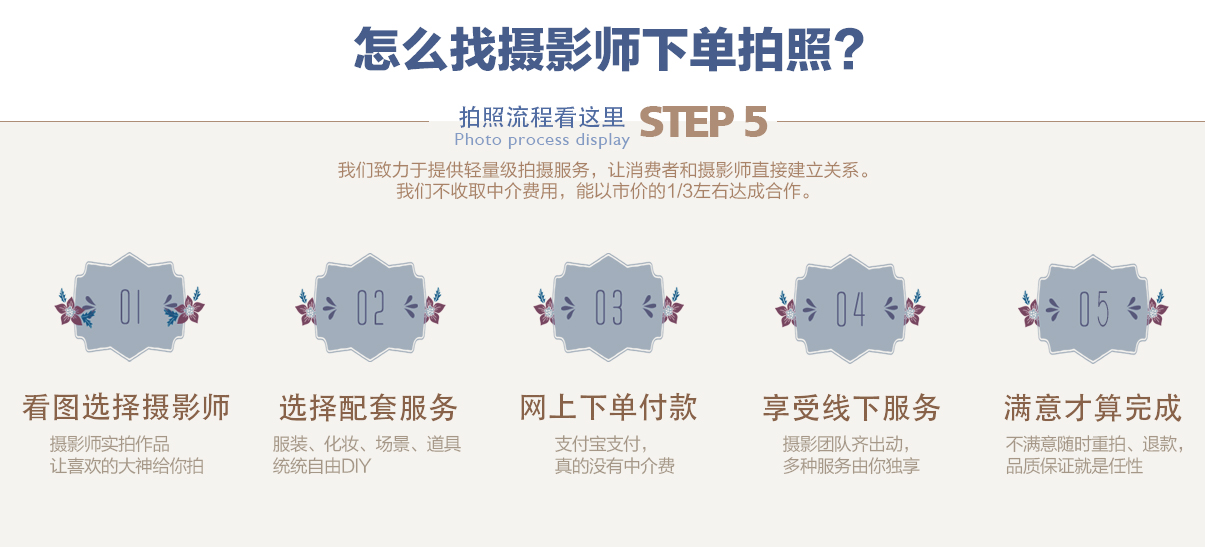 怎么找摄影师下单拍照?
拍照流程看这里 STEP 5
Photo process display
我们致力于提供轻量级拍摄服务，让消费者和摄影师直接建立关系。
我们不收取中介费用，能以市价的1/3左右达成合作。
01
02
03
04
05
看图选择摄影师
摄影师实拍作品
让喜欢的大神给你拍
选择配套服务
服装、化妆、场景、道具
统统自由DIY
网上下单付款
支付宝支付，
真的没有中介费
享受线下服务
摄影团队齐出动，
多种服务由你独享
满意才算完成
不满意随时重拍、退款，
品质保证就是任性